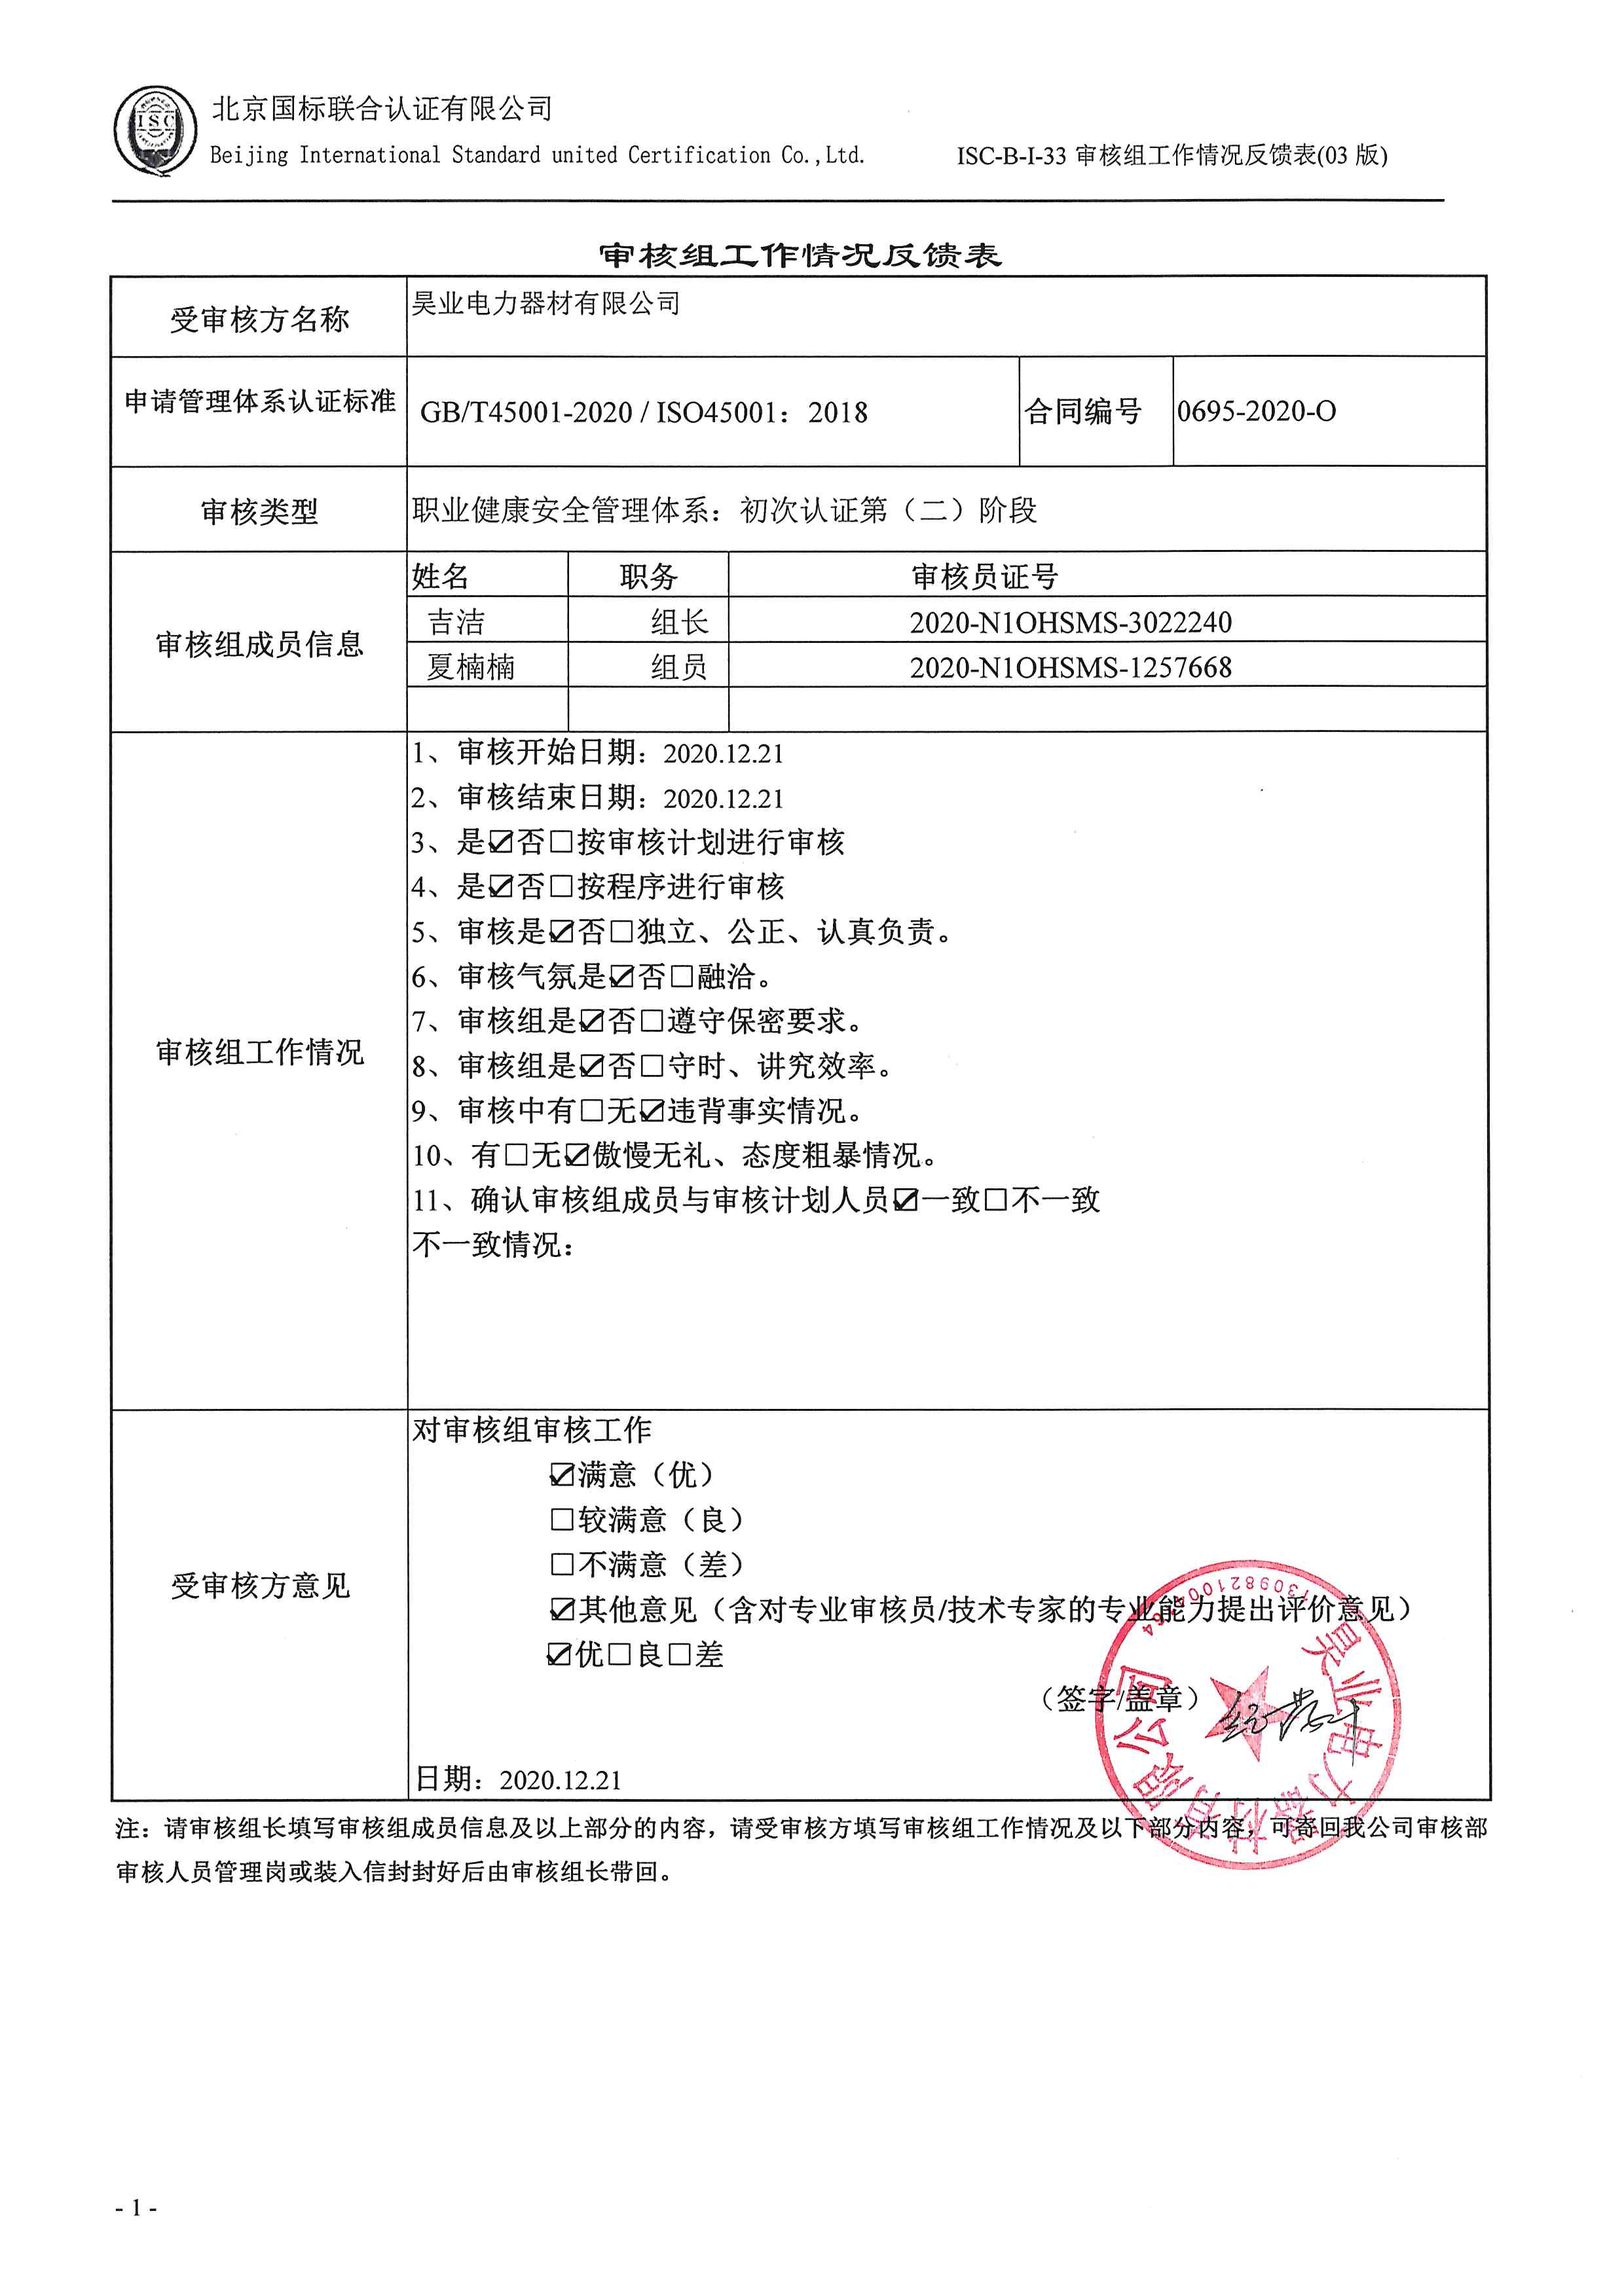 ISC
北京国标联合认证有限公司
Beijing International Standard united Certification Co.,Ltd.
ISC-B-I-33 审核组工作情况反馈表(03 版)
审核组工作情况反馈表
受审核方名称
昊业电力器材有限公司
申请管理体系认证标准
GB/T45001-2020 / ISO45001：2018
合同编号
0695-2020-O
审核类型
职业健康安全管理体系：初次认证第（二）阶段
审核组成员信息
姓名 职务 审核员证号
吉洁 组长 2020-N1OHSMS-3022240
夏楠楠 组员 2020-N1OHSMS-1257668
审核组工作情况
1、审核开始日期：2020.12.21
2、审核结束日期：2020.12.21
3、是☑否□按审核计划进行审核
4、是☑否□按程序进行审核
5、审核是☑否□独立、公正、认真负责。
6、审核气氛是☑否□融洽。
7、审核组是☑否□遵守保密要求。
8、审核组是☑否□守时、讲究效率。
9、审核中有□无☑违背事实情况。
10、有□无☑傲慢无礼、态度粗暴情况。
11、确认审核组成员与审核计划人员☑一致□不一致
不一致情况：
受审核方意见
对审核组审核工作
☑满意（优）
□较满意（良）
□不满意（差）
☑其他意见（含对专业审核员/技术专家的专业能力提出评价意见）
☑优□良□差
（签字/盖章）
昊业电力器材有限公司
日期：2020.12.21
注：请审核组长填写审核组成员信息及以上部分的内容，请受审核方填写审核组工作情况及以下部分内容，可寄回我公司审核部
审核人员管理岗或装入信封封好后由审核组长带回。
- 1 -